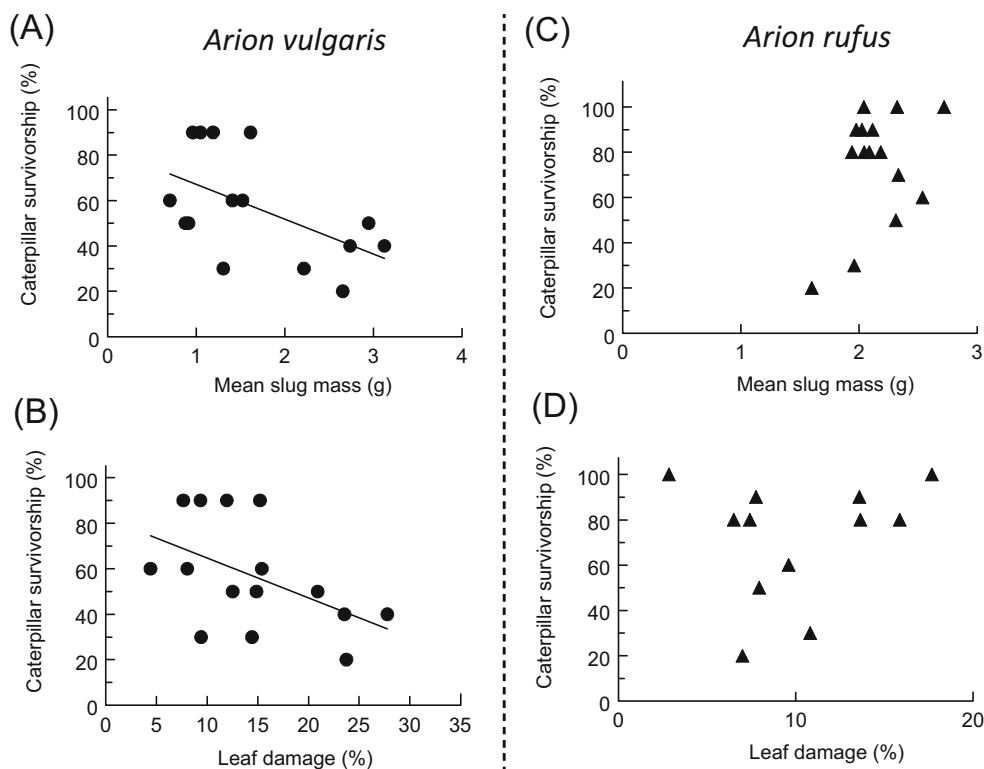 (A)
Arion vulgaris
Caterpillar survivorship (%)
100
80
60
40
20
0
0 1 2 3 4
Mean slug mass (g)
(B)
Caterpillar survivorship (%)
100
80
60
40
20
0
0 5 10 15 20 25 30 35
Leaf damage (%)
(C)
Arion rufus
Caterpillar survivorship (%)
100
80
60
40
20
0
0 1 2 3
Mean slug mass (g)
(D)
Caterpillar survivorship (%)
100
80
60
40
20
0
0 10 20
Leaf damage (%)